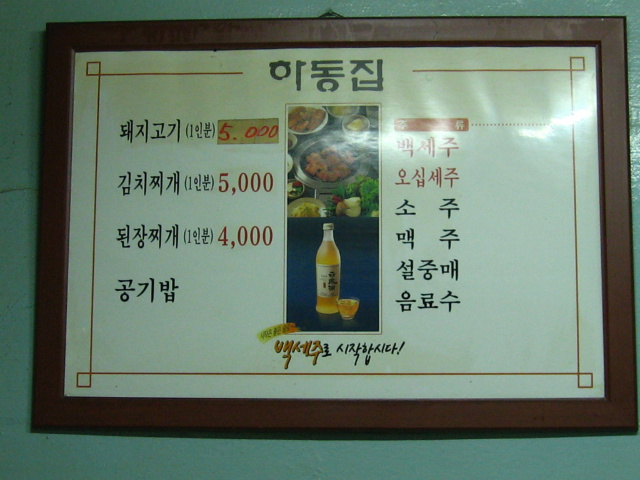 하동집
돼지고기 (1인분) 5.000
김치찌개 (1인분) 5,000
된장찌개 (1인분) 4,000
공기밥
주 류
백세주
오십세주
소 주
맥 주
설중매
음료수
백세주로 시작합시다!